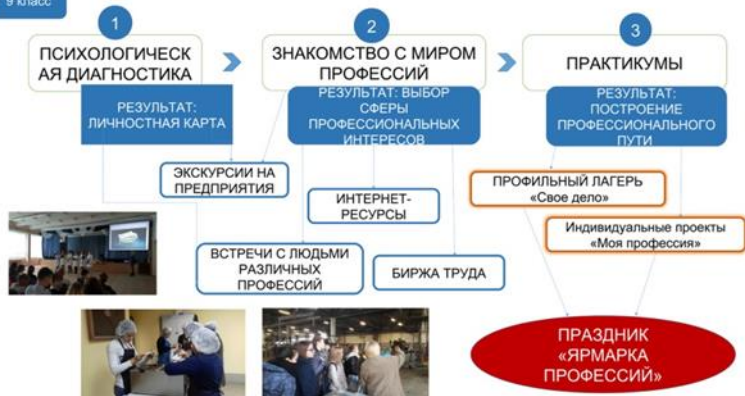 9 класс
1
ПСИХОЛОГИЧЕСК
АЯ ДИАГНОСТИКА
РЕЗУЛЬТАТ:
ЛИЧНОСТНАЯ КАРТА
2
ЗНАКОМСТВО С МИРОМ
ПРОФЕССИЙ
РЕЗУЛЬТАТ: ВЫБОР
СФЕРЫ
ПРОФЕССИОНАЛЬНЫХ
ИНТЕРЕСОВ
3
ПРАКТИКУМЫ
РЕЗУЛЬТАТ:
ПОСТРОЕНИЕ
ПРОФЕССИОНАЛЬНОГО
ПУТИ
ЭКСКУРСИИ НА
ПРЕДПРИЯТИЯ
ИНТЕРНЕТ-
РЕСУРСЫ
ВСТРЕЧИ С ЛЮДЬМИ
РАЗЛИЧНЫХ
ПРОФЕССИЙ
БИРЖА ТРУДА
ПРОФИЛЬНЫЙ ЛАГЕРЬ
«Свое дело»
Индивидуальные проекты
«Моя профессия»
ПРАЗДНИК
«ЯРМАРКА
ПРОФЕССИЙ»